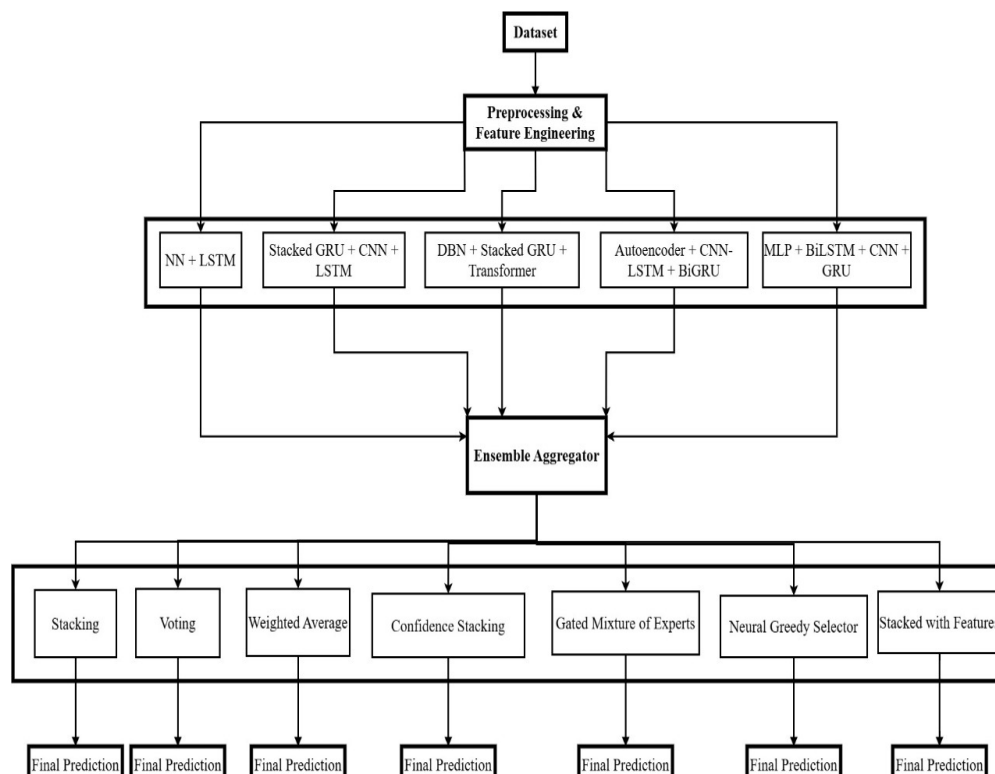 Dataset
Preprocessing &
Feature Engineering
NN + LSTM
Stacked GRU + CNN +
LSTM
DBN + Stacked GRU +
Transformer
Autoencoder + CNN-
LSTM + BiGRU
MLP + BiLSTM + CNN +
GRU
Ensemble Aggregator
Stacking
Voting
Weighted Average
Confidence Stacking
Gated Mixture of Experts
Neural Greedy Selector
Stacked with Features
Final Prediction
Final Prediction
Final Prediction
Final Prediction
Final Prediction
Final Prediction
Final Prediction